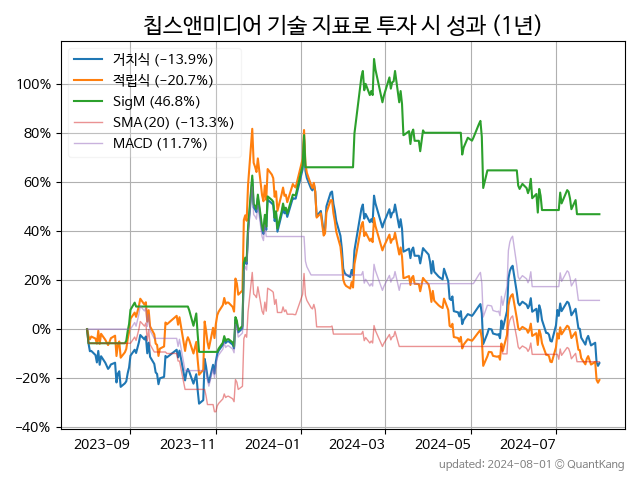 칩스앤미디어 기술 지표로 투자 시 성과 (1년)
거치식 (−13.9%)
적립식 (−20.7%)
SigM (46.8%)
SMA(20) (−13.3%)
MACD (11.7%)
100%
80%
60%
40%
20%
0%
−20%
−40%
2023-09
2023-11
2024-01
2024-03
2024-05
2024-07
updated: 2024-08-01 © QuantKang